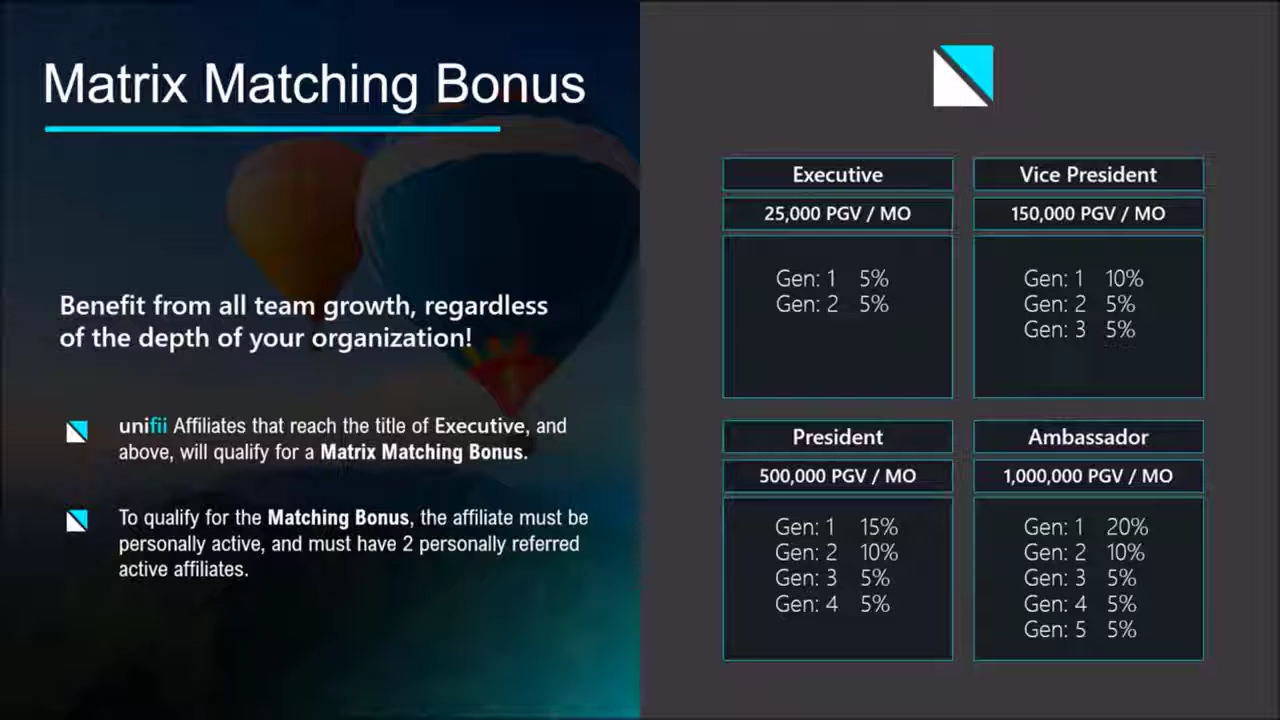 Matrix Matching Bonus
Benefit from all team growth, regardless
of the depth of your organization!
unifii Affiliates that reach the title of Executive, and
above, will qualify for a Matrix Matching Bonus.
To qualify for the Matching Bonus, the affiliate must be
personally active, and must have 2 personally referred
active affiliates.
Executive
25,000 PGV / MO
Gen: 1 5%
Gen: 2 5%
Vice President
150,000 PGV / MO
Gen: 1 10%
Gen: 2 5%
Gen: 3 5%
President
500,000 PGV / MO
Gen: 1 15%
Gen: 2 10%
Gen: 3 5%
Gen: 4 5%
Ambassador
1,000,000 PGV / MO
Gen: 1 20%
Gen: 2 10%
Gen: 3 5%
Gen: 4 5%
Gen: 5 5%